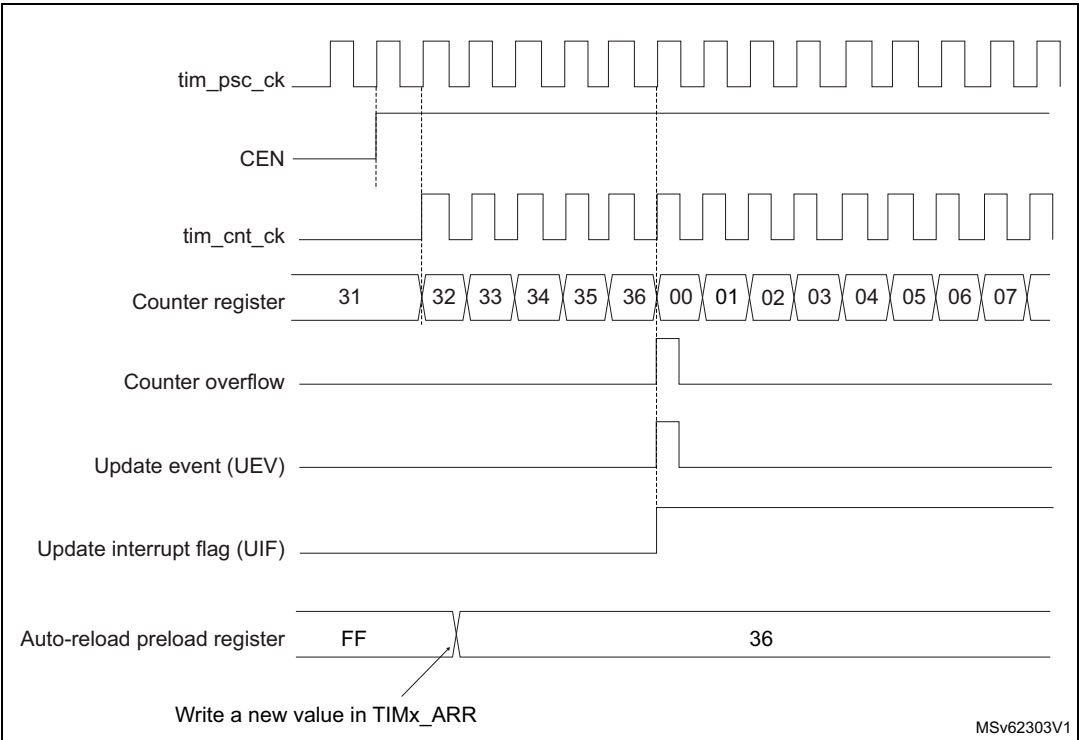 tim_psc_ck
CEN
tim_cnt_ck
Counter register 31 32 33 34 35 36 00 01 02 03 04 05 06 07
Counter overflow
Update event (UEV)
Update interrupt flag (UIF)
Auto-reload preload register FF 36
Write a new value in TIMx_ARR
MSv62303V1